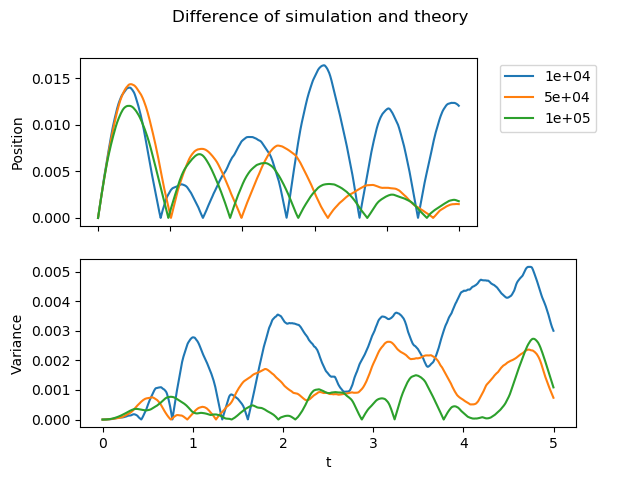 Difference of simulation and theory
0.015
0.010
0.005
0.000
Position
1e+04
5e+04
1e+05
0.005
0.004
0.003
0.002
0.001
0.000
Variance
0 1 2 3 4 5
t